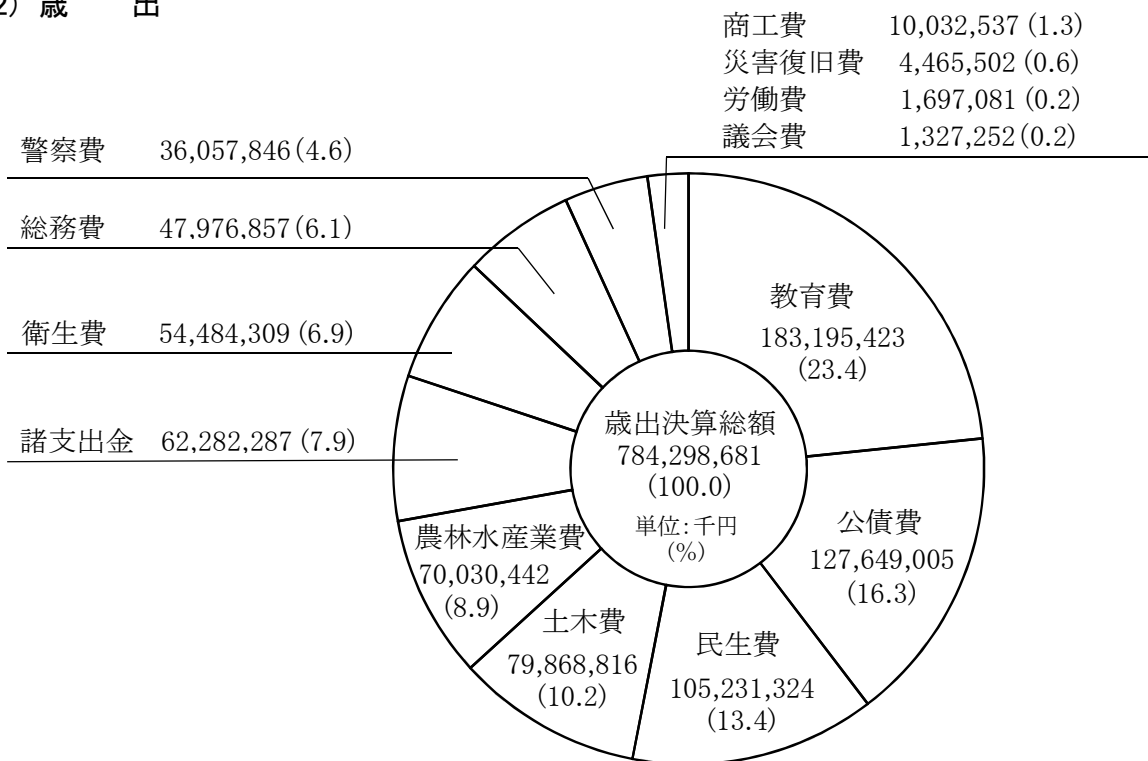 2) 歳 出
商工費 10,032,537 (1.3)
災害復旧費 4,465,502 (0.6)
労働費 1,697,081 (0.2)
議会費 1,327,252 (0.2)
警察費 36,057,846 (4.6)
総務費 47,976,857 (6.1)
衛生費 54,484,309 (6.9)
諸支出金 62,282,287 (7.9)
教育費
183,195,423
(23.4)
歳出決算総額
784,298,681
(100.0)
単位：千円
(%)
公債費
127,649,005
(16.3)
農林水産業費
70,030,442
(8.9)
土木費
79,868,816
(10.2)
民生費
105,231,324
(13.4)